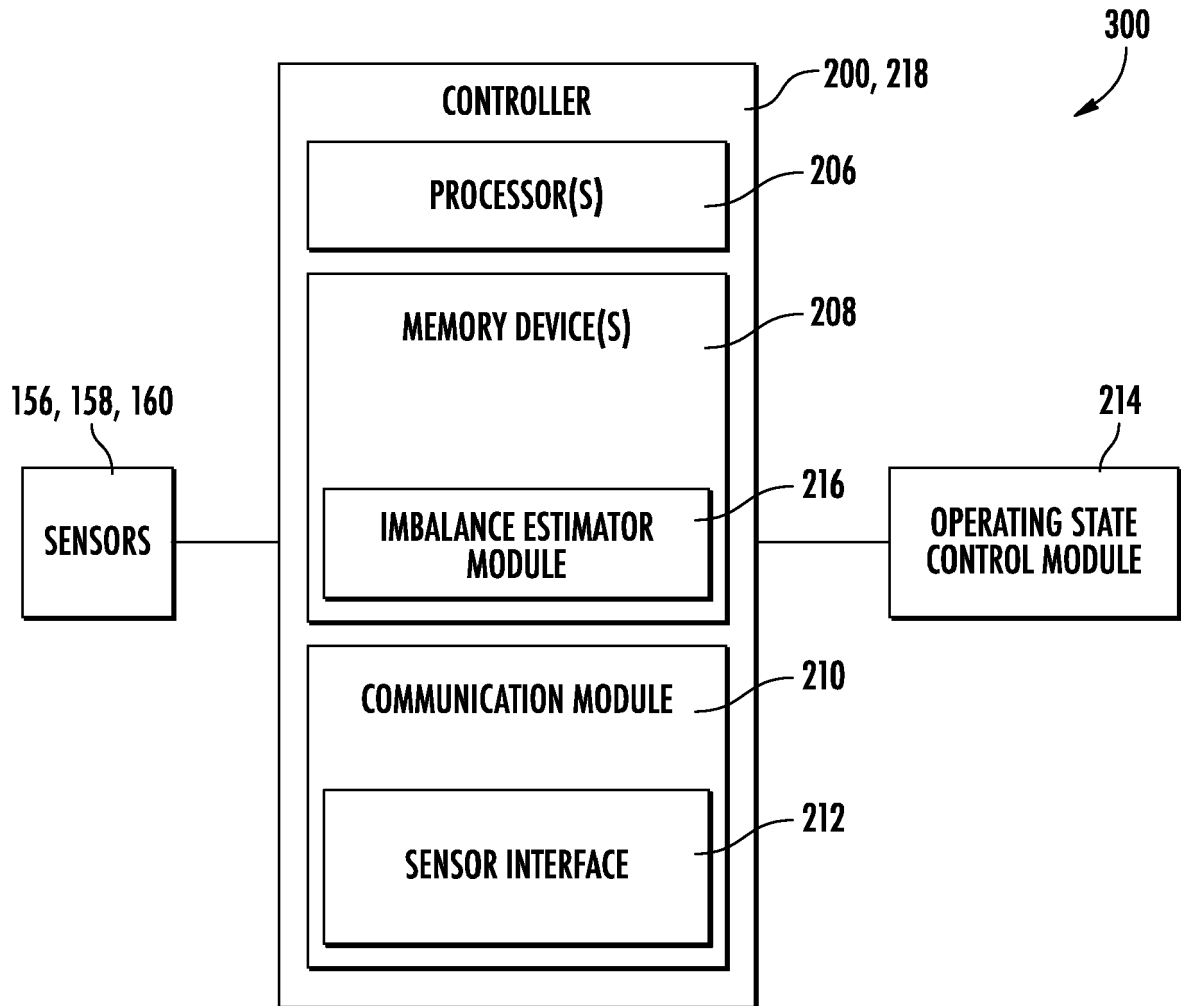 300
200, 218
CONTROLLER
PROCESSOR(S)
206
MEMORY DEVICE(S)
208
156, 158, 160
214
SENSORS
IMBALANCE ESTIMATOR
MODULE
216
OPERATING STATE
CONTROL MODULE
COMMUNICATION MODULE
210
SENSOR INTERFACE
212